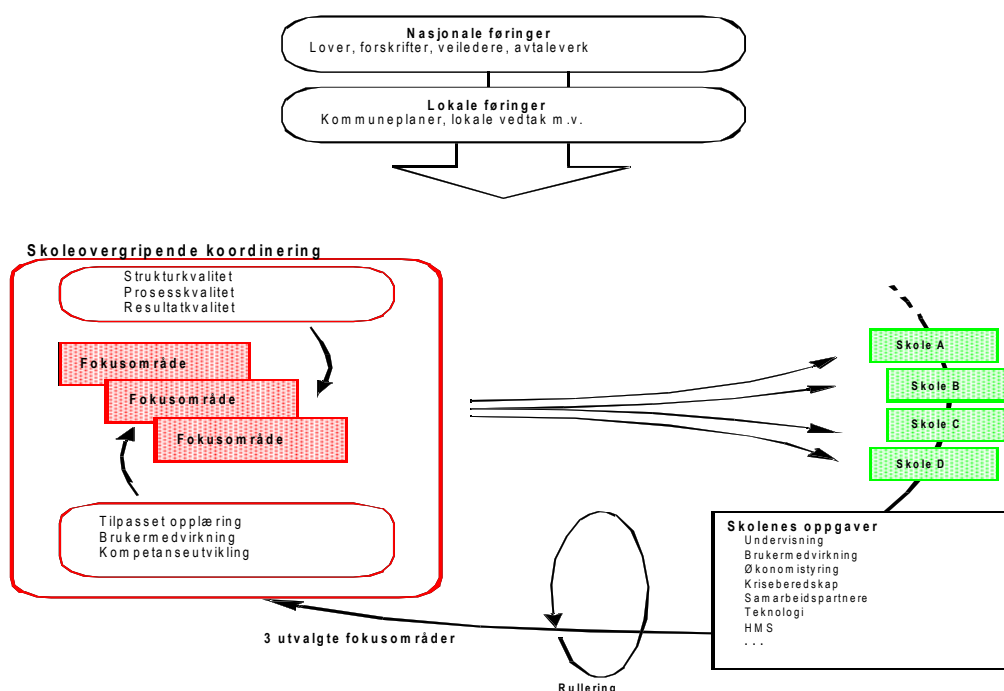 Nasjonale føringer
Lover, forskrifter, veiledere, avtaleverk
Lokale føringer
Kommuneplaner, lokale vedtak m.v.
Skoleovergripende koordinering
Strukturkvalitet
Prosesskvalitet
Resultatkvalitet
Fokusområde
Fokusområde
Fokusområde
Tilpasset opplæring
Brukermedvirkning
Kompetanseutvikling
Skole A
Skole B
Skole C
Skole D
Skolenes oppgaver
Undervisning
Brukermedvirkning
Økonomistyring
Kriseberedskap
Samarbeidspartnere
Teknologi
HMS
. . .
3 utvalgte fokusområder
Rullering